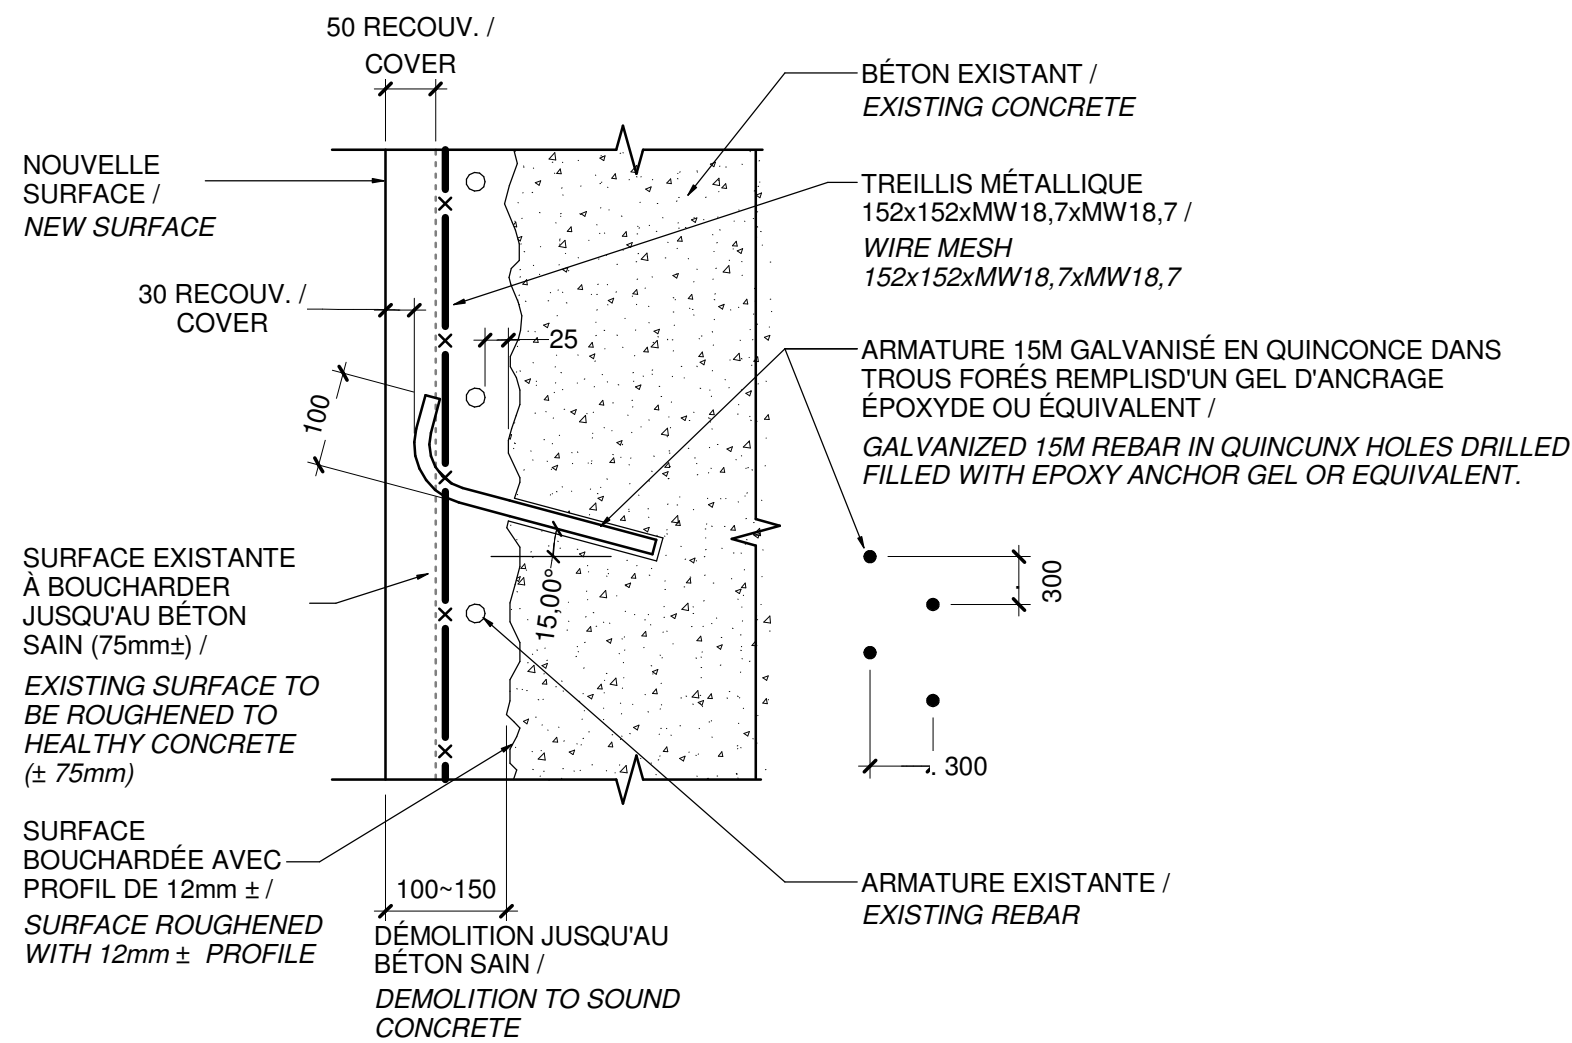 50 RECOUV. /
COVER
NOUVELLE
SURFACE /
NEW SURFACE
30 RECOUV. /
COVER
100
25
15,00°
SURFACE EXISTANTE
À BOUCHARDER
JUSQU'AU BÉTON
SAIN (75mm±) /
EXISTING SURFACE TO
BE ROUGHENED TO
HEALTHY CONCRETE
(± 75mm)
SURFACE
BOUCHARDÉE AVEC
PROFIL DE 12mm ± /
SURFACE ROUGHENED
WITH 12mm ± PROFILE
100~150
DÉMOLITION JUSQU'AU
BÉTON SAIN /
DEMOLITION TO SOUND
CONCRETE
BÉTON EXISTANT /
EXISTING CONCRETE
TREILLIS MÉTALLIQUE
152x152xMW18,7xMW18,7 /
WIRE MESH
152x152xMW18,7xMW18,7
ARMATURE 15M GALVANISÉ EN QUINCONCE DANS
TROUS FORÉS REMPLISD'UN GEL D'ANCRAGE
ÉPOXYDE OU ÉQUIVALENT /
GALVANIZED 15M REBAR IN QUINCUNX HOLES DRILLED
FILLED WITH EPOXY ANCHOR GEL OR EQUIVALENT.
300
300
ARMATURE EXISTANTE /
EXISTING REBAR